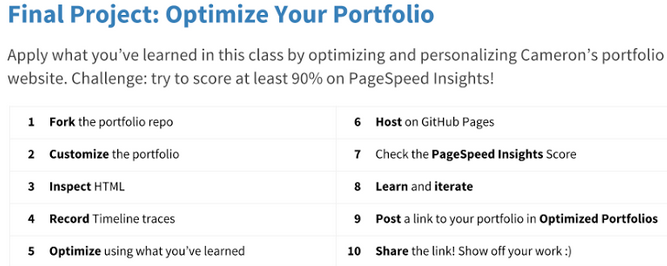 Final Project: Optimize Your Portfolio
Apply what you’ve learned in this class by optimizing and personalizing Cameron’s portfolio
website. Challenge: try to score at least 90% on PageSpeed Insights!
1 Fork the portfolio repo
2 Customize the portfolio
3 Inspect HTML
4 Record Timeline traces
5 Optimize using what you’ve learned
6 Host on GitHub Pages
7 Check the PageSpeed Insights Score
8 Learn and iterate
9 Post a link to your portfolio in Optimized Portfolios
10 Share the link! Show off your work :)